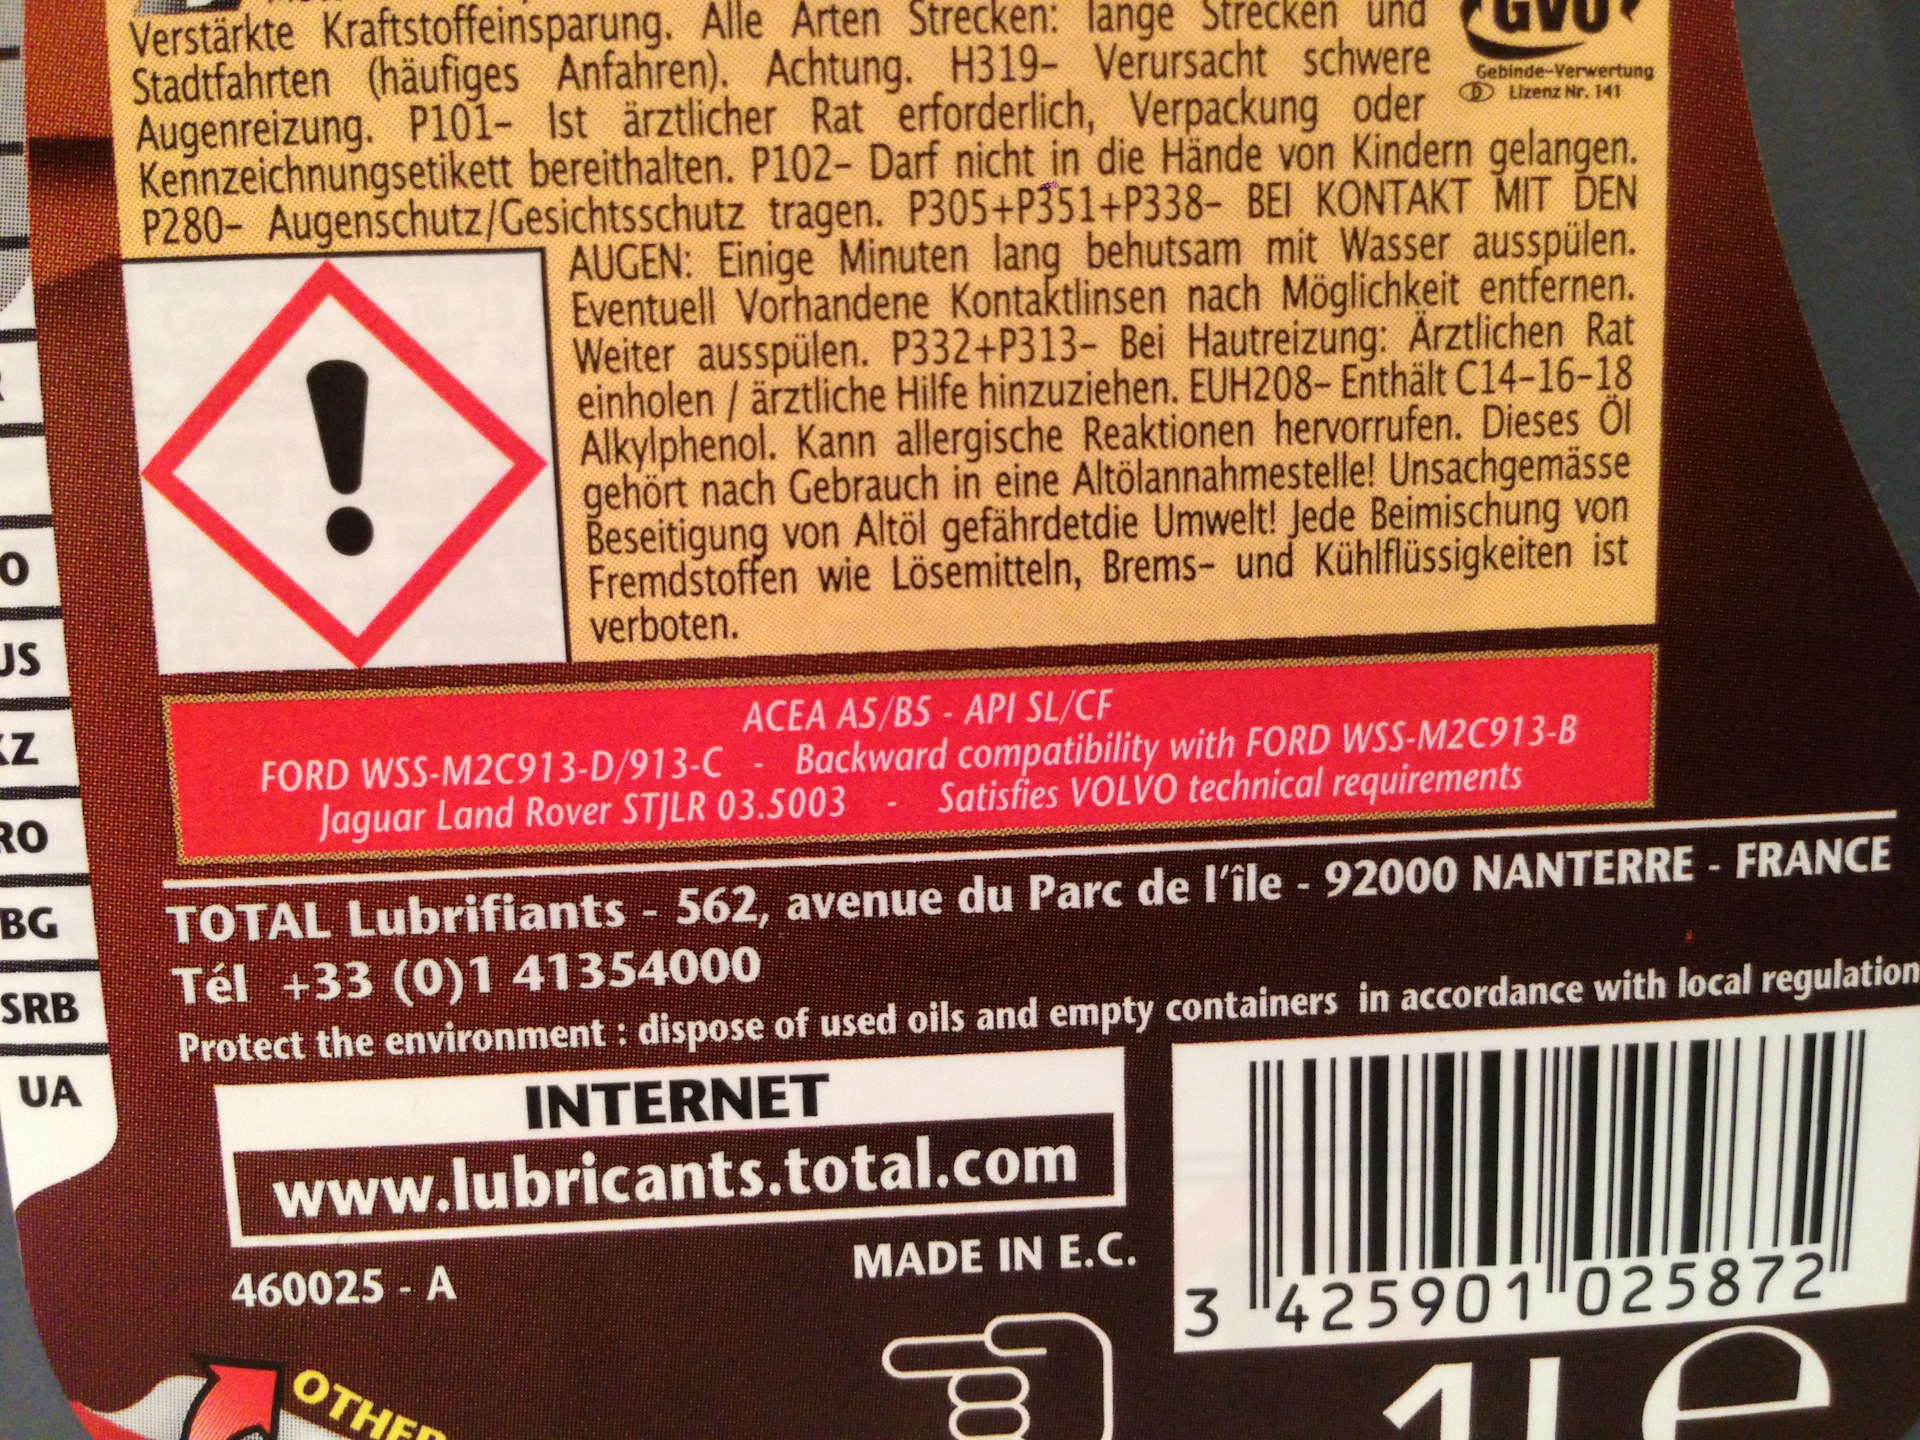 Verstärkte Kraftstoffeinsparung. Alle Arten Strecken: lange Strecken und
Stadtfahrten (häufiges Anfahren). Achtung. H319– Verursacht schwere
Augenreizung. P101– Ist ärztlicher Rat erforderlich, Verpackung oder
Kennzeichnungsetikett bereithalten. P102– Darf nicht in die Hände von Kindern gelangen.
P280– Augenschutz/Gesichtsschutz tragen. P305+P351+P338– BEI KONTAKT MIT DEN
AUGEN: Einige Minuten lang behutsam mit Wasser ausspülen.
Eventuell Vorhandene Kontaktlinsen nach Möglichkeit entfernen.
Weiter ausspülen. P332+P313– Bei Hautreizung: Ärztlichen Rat
einholen / ärztliche Hilfe hinzuziehen. EUH208– Enthält C14–16–18
Alkylphenol. Kann allergische Reaktionen hervorrufen. Dieses Öl
gehört nach Gebrauch in eine Altölannahmestelle! Unsachgemässe
Beseitigung von Altöl gefährdetdie Umwelt! Jede Beimischung von
Fremdstoffen wie Lösemitteln, Brems– und Kühlflüssigkeiten ist
verboten.
GVÖ
Gebinde–Verwertung
D Lizenz Nr. 141
ACEA A5/B5 - API SL/CF
FORD WSS-M2C913-D/913-C - Backward compatibility with FORD WSS-M2C913-B
Jaguar Land Rover STJLR 03.5003 - Satisfies VOLVO technical requirements
TOTAL Lubrifiants - 562, avenue du Parc de l'île - 92000 NANTERRE - FRANCE
Tél +33 (0)1 41354000
Protect the environment : dispose of used oils and empty containers in accordance with local regulation
INTERNET
www.lubricants.total.com
460025 - A
MADE IN E.C.
3 425901 025872
1L e
OTHER
O
US
KZ
RO
BG
SRB
UA